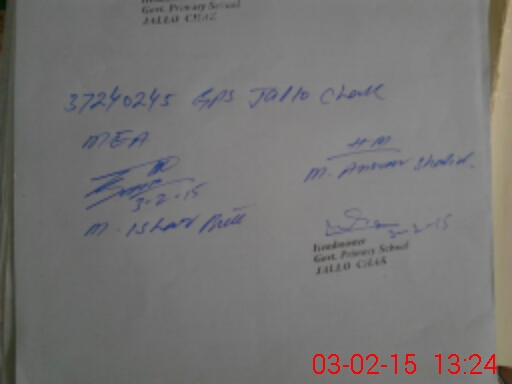 Govt. Primary School
JALLO CHAK
37240245 GPS Jallo Chak
MEA
HM
M. Anwar Shahid.
3-2-15
M.
3-2-15
Headmaster
Govt. Primary School
JALLO CHAK
03-02-15 13:24